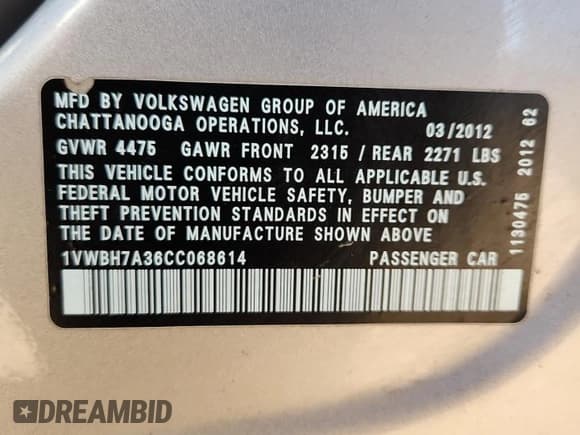 MFD BY VOLKSWAGEN GROUP OF AMERICA
CHATTANOOGA OPERATIONS, LLC. 03/2012
GVWR 4475 GAWR FRONT 2315 / REAR 2271 LBS
THIS VEHICLE CONFORMS TO ALL APPLICABLE U.S.
FEDERAL MOTOR VEHICLE SAFETY, BUMPER AND
THEFT PREVENTION STANDARDS IN EFFECT ON
THE DATE OF MANUFACTURE SHOWN ABOVE
1VWBH7A36CC068614 PASSENGER CAR
1130475 2012 62
DREAMBID